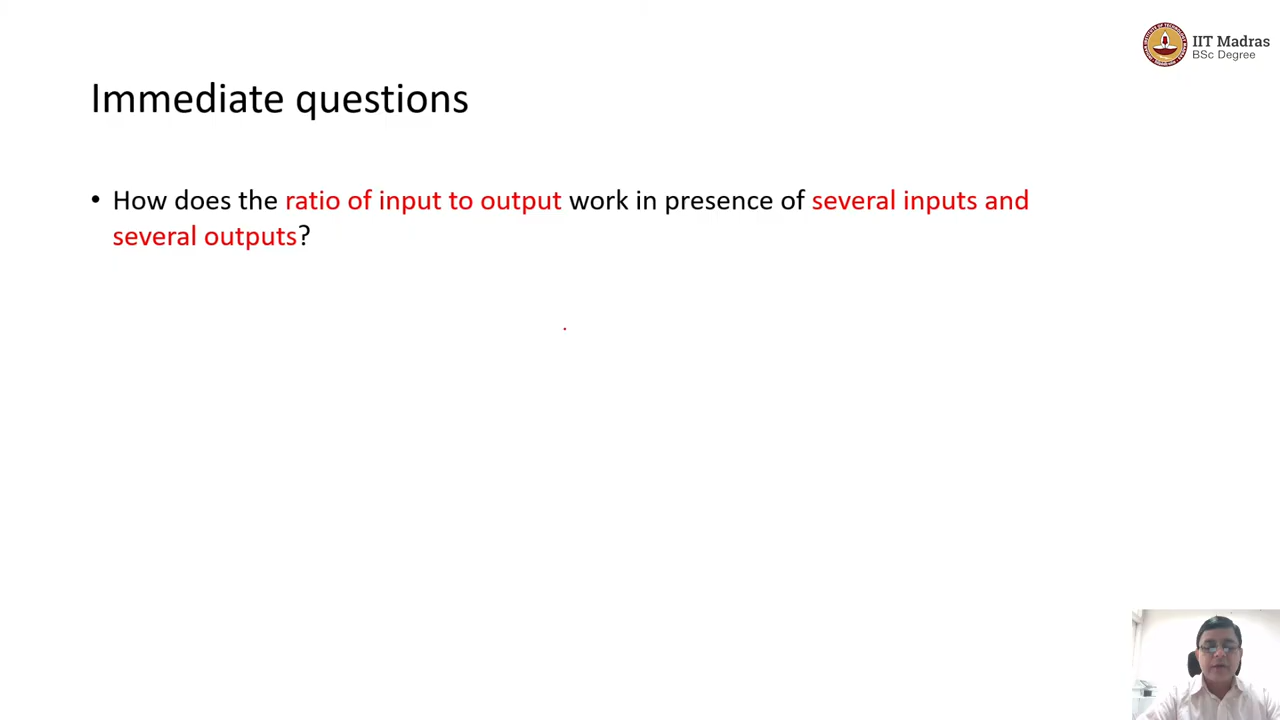 IIT Madras
BSc Degree
Immediate questions
• How does the ratio of input to output work in presence of several inputs and
several outputs?